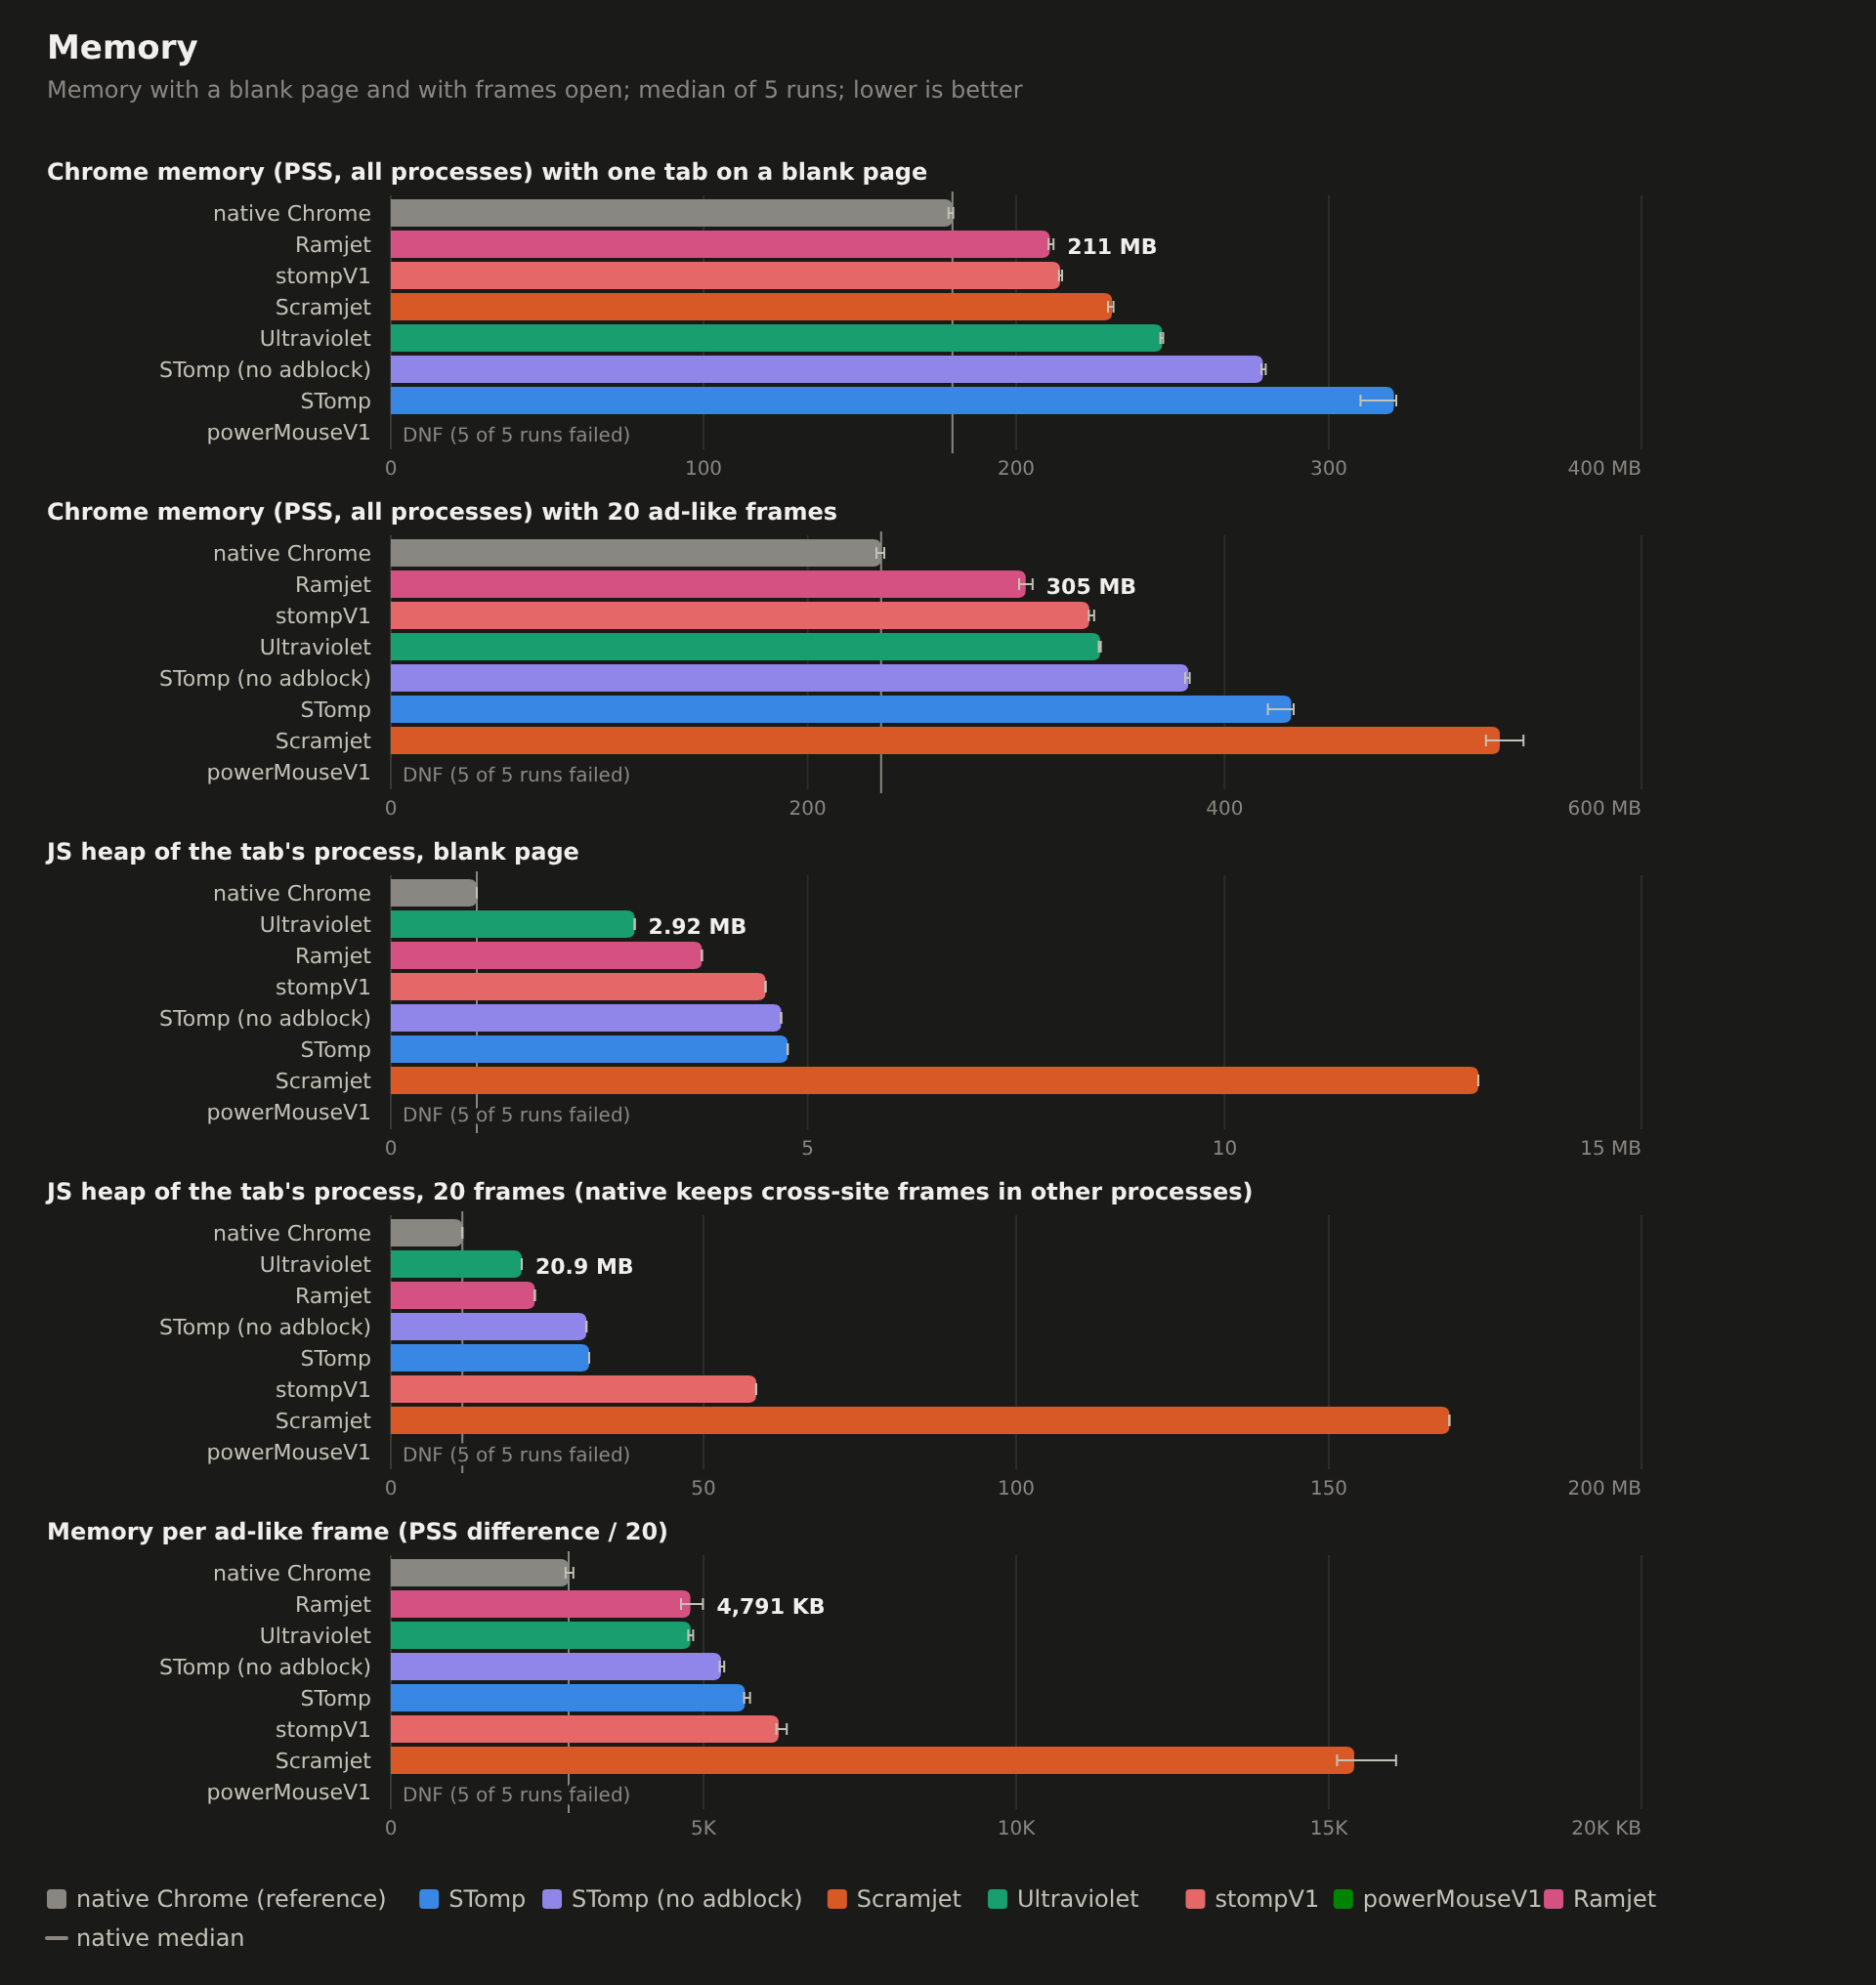 Memory
Memory with a blank page and with frames open; median of 5 runs; lower is better
Chrome memory (PSS, all processes) with one tab on a blank page
native Chrome
Ramjet 211 MB
stompV1
Scramjet
Ultraviolet
STomp (no adblock)
STomp
powerMouseV1 DNF (5 of 5 runs failed)
0 100 200 300 400 MB
Chrome memory (PSS, all processes) with 20 ad-like frames
native Chrome
Ramjet 305 MB
stompV1
Ultraviolet
STomp (no adblock)
STomp
Scramjet
powerMouseV1 DNF (5 of 5 runs failed)
0 200 400 600 MB
JS heap of the tab's process, blank page
native Chrome
Ultraviolet 2.92 MB
Ramjet
stompV1
STomp (no adblock)
STomp
Scramjet
powerMouseV1 DNF (5 of 5 runs failed)
0 5 10 15 MB
JS heap of the tab's process, 20 frames (native keeps cross-site frames in other processes)
native Chrome
Ultraviolet 20.9 MB
Ramjet
STomp (no adblock)
STomp
stompV1
Scramjet
powerMouseV1 DNF (5 of 5 runs failed)
0 50 100 150 200 MB
Memory per ad-like frame (PSS difference / 20)
native Chrome
Ramjet 4,791 KB
Ultraviolet
STomp (no adblock)
STomp
stompV1
Scramjet
powerMouseV1 DNF (5 of 5 runs failed)
0 5K 10K 15K 20K KB
native Chrome (reference) STomp STomp (no adblock) Scramjet Ultraviolet stompV1 powerMouseV1 Ramjet
native median